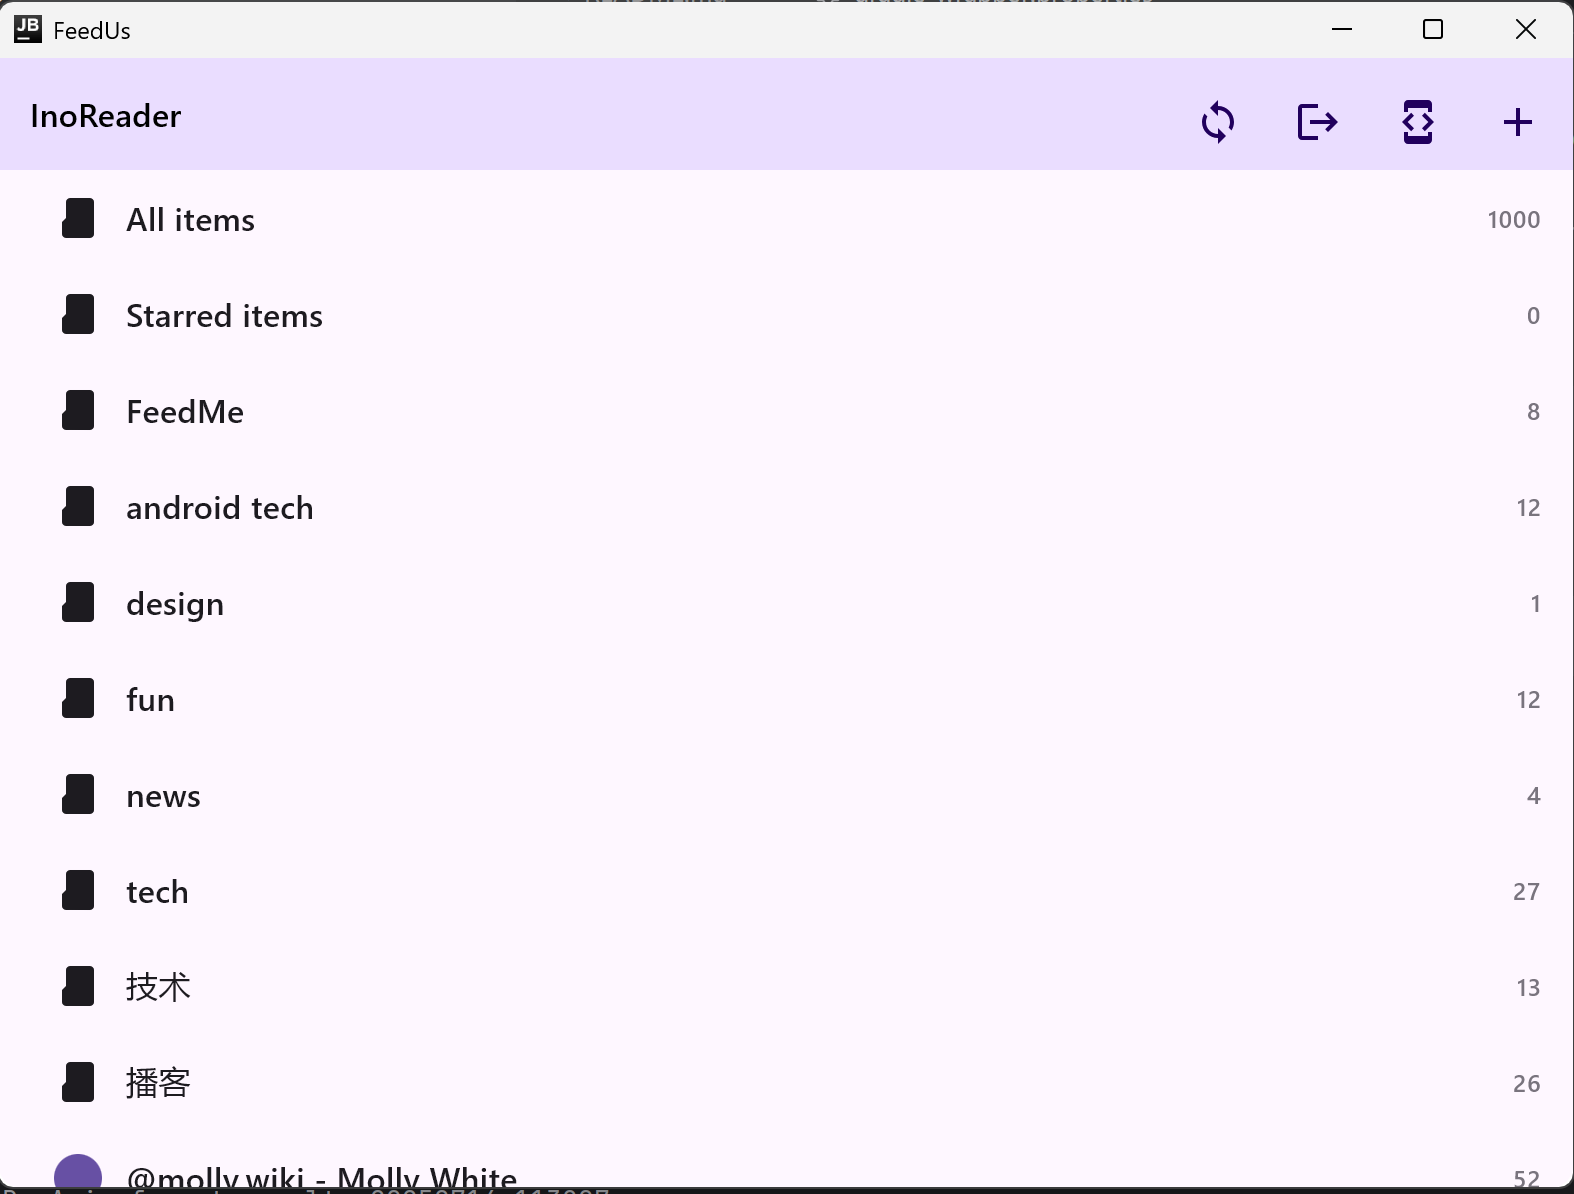 JB FeedUs
InoReader
All items 1000
Starred items 0
FeedMe 8
android tech 12
design 1
fun 12
news 4
tech 27
技术 13
播客 26
@molly.wiki - Molly White 52